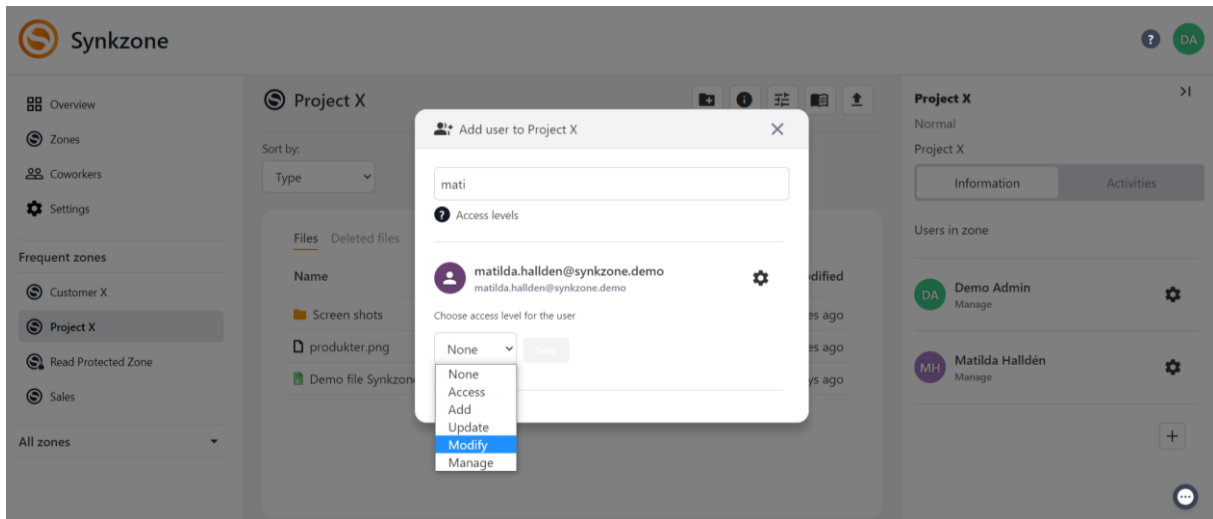 Synkzone
?
DA
Overview
Zones
Coworkers
Settings
Frequent zones
Customer X
Project X
Read Protected Zone
Sales
All zones
Project X
Sort by:
Type
Files Deleted files
Name
dified
Screen shots
es ago
produkter.png
es ago
Demo file Synkzon
ys ago
Add user to Project X
mati
? Access levels
matilda.hallden@synkzone.demo
matilda.hallden@synkzone.demo
Choose access level for the user
None
Save
None
Access
Add
Update
Modify
Manage
Project X
Normal
Project X
Information Activities
Users in zone
DA
Demo Admin
Manage
MH
Matilda Halldén
Manage